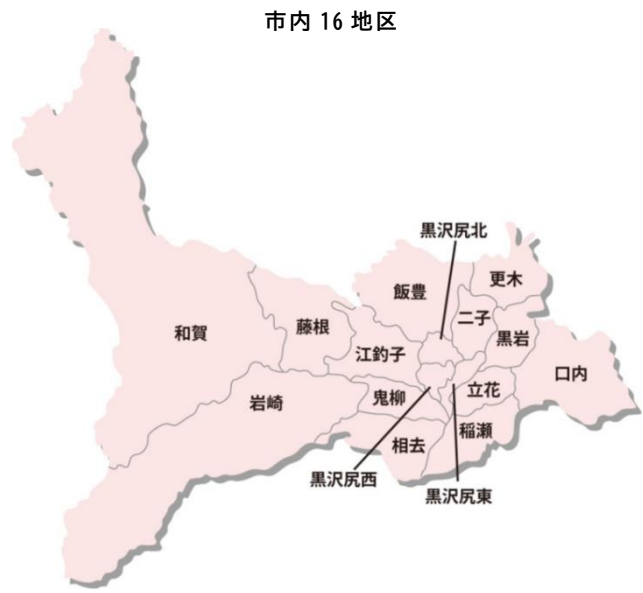 市内 16 地区
黒沢尻北
更木
飯豊
二子
黒岩
和賀
藤根
江釣子
口内
立花
鬼柳
岩崎
稲瀬
相去
黒沢尻西
黒沢尻東